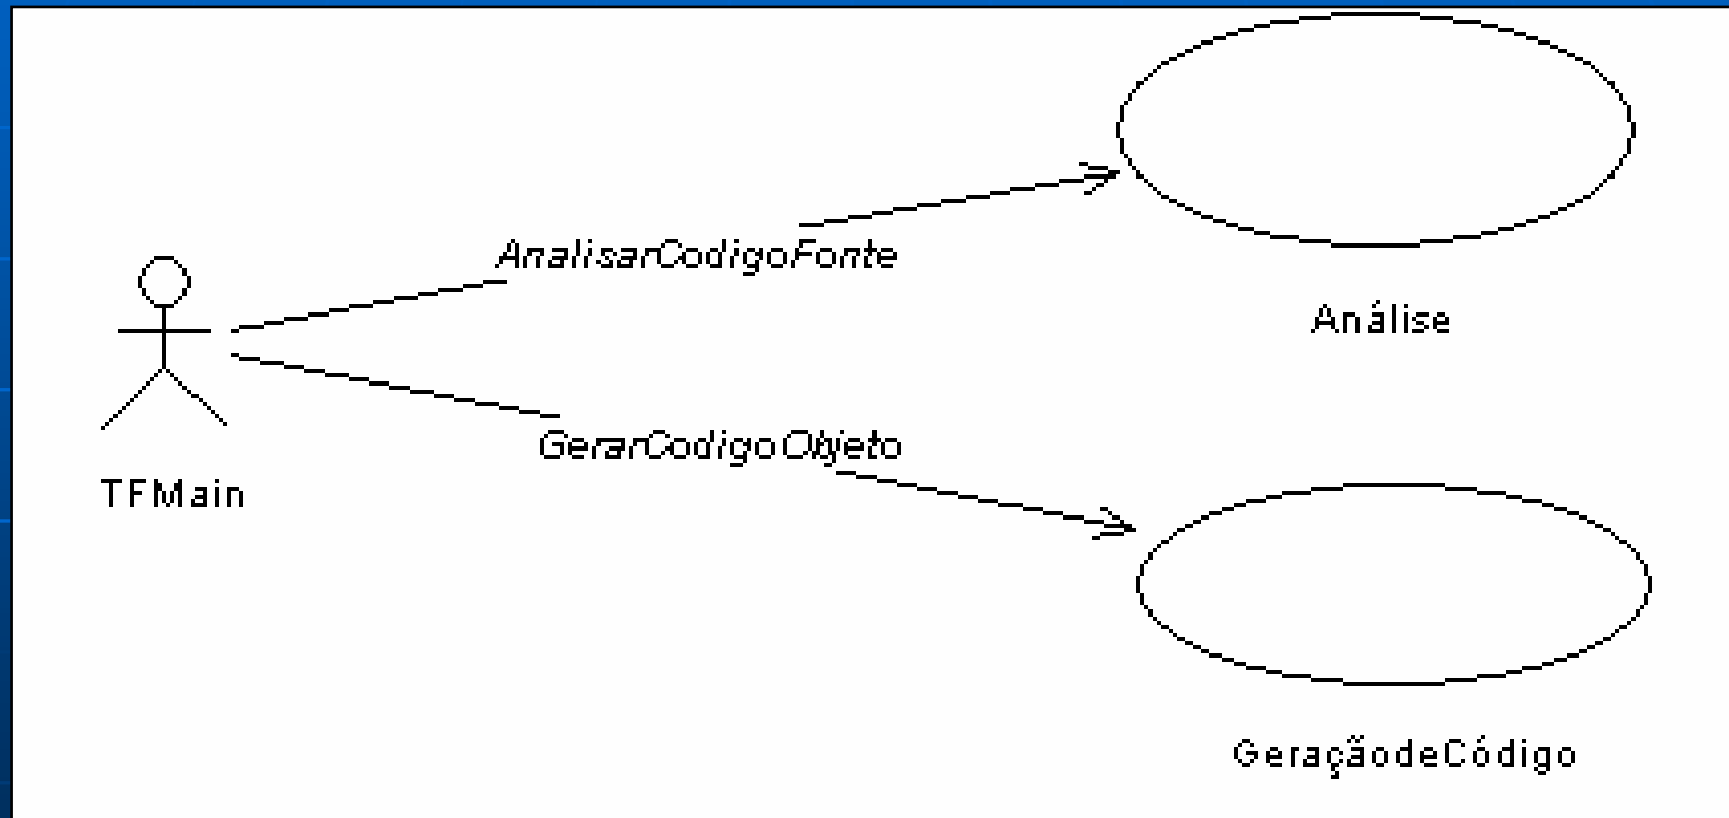 AnalisarCodigoFonte
Análise
GerarCodigoObjeto
TFMain
GeraçãodeCódigo